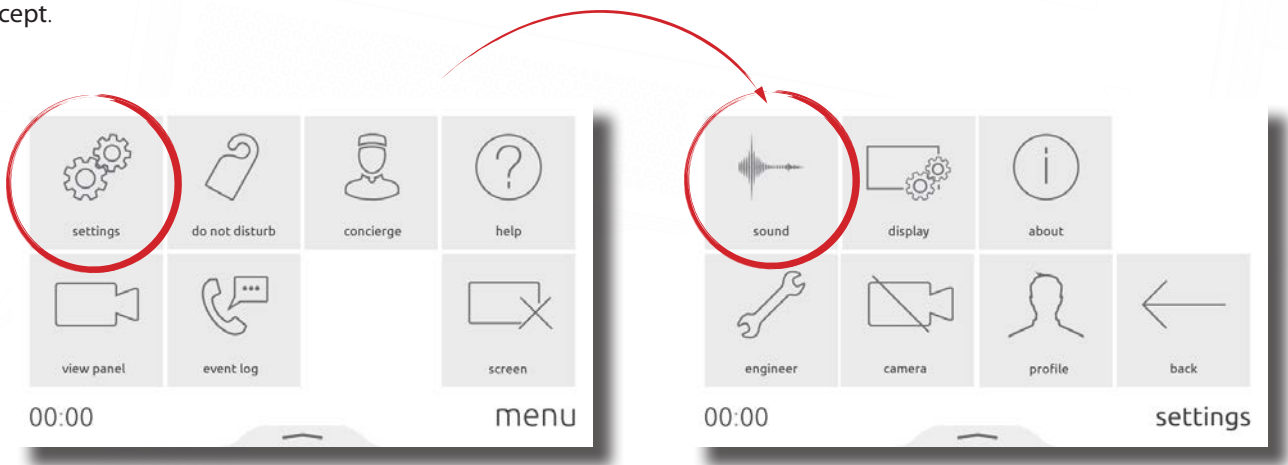 cept.
settings
do not disturb
concierge
help
view panel
event log
screen
00:00
menu
sound
display
about
engineer
camera
profile
back
00:00
settings